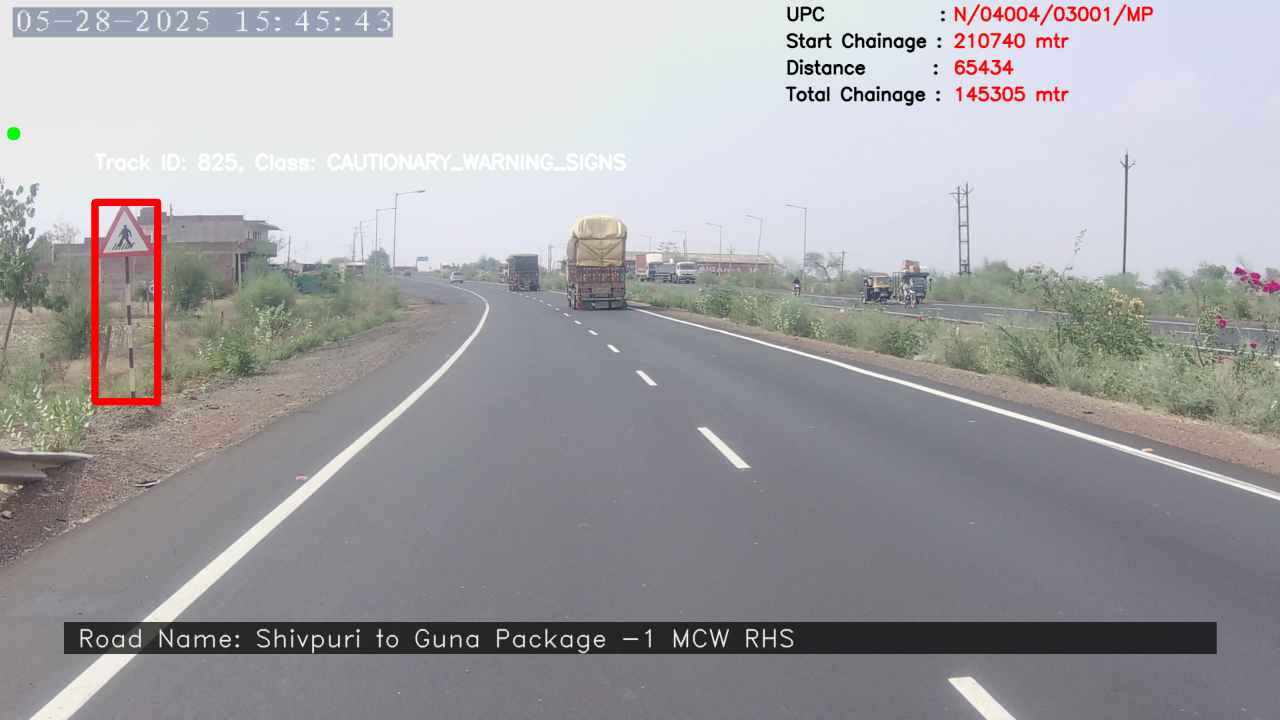 05-28-2025 15:45:43
UPC : N/04004/03001/MP
Start Chainage : 210740 mtr
Distance : 65434
Total Chainage : 145305 mtr
Track ID: 825, Class: CAUTIONARY_WARNING_SIGNS
Road Name: Shivpuri to Guna Package -1 MCW RHS